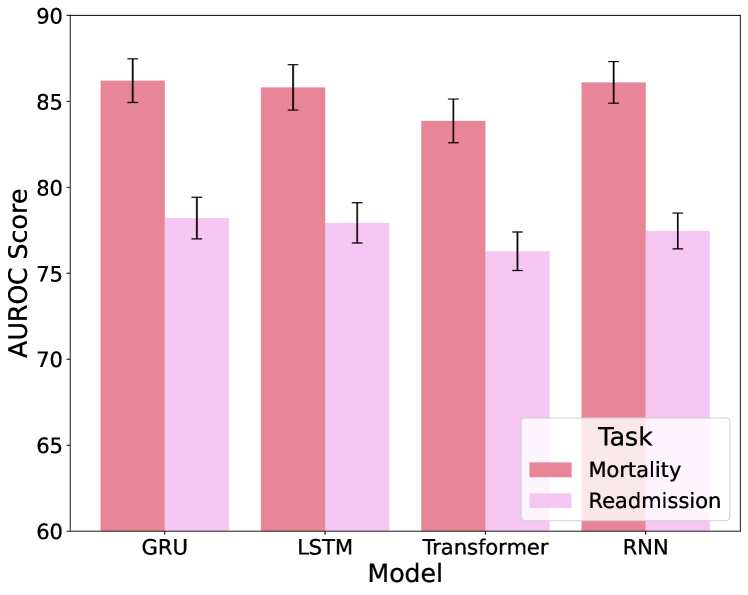 90
85
80
75
70
65
60
AUROC Score
GRU
LSTM
Transformer
RNN
Model
Task
Mortality
Readmission